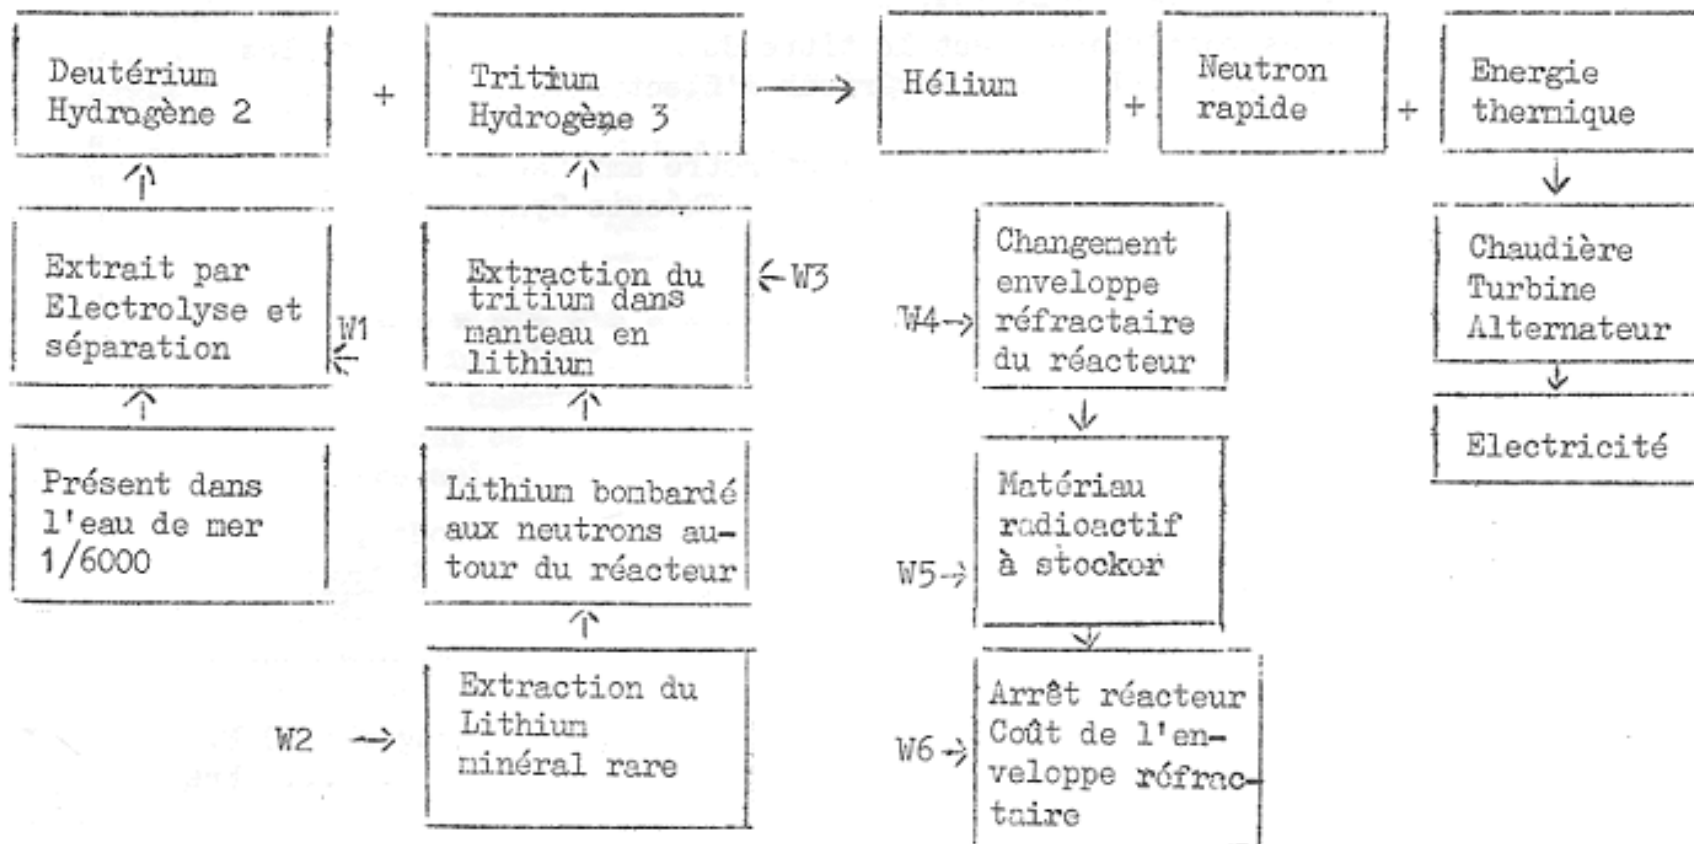 Deutérium
Hydrogène 2
+
Tritium
Hydrogène 3
Hélium
+
Neutron
rapide
+
Energie
thermique
Extrait par
Electrolyse et
séparation
W1
Extraction du
tritium dans
manteau en
lithium
W3
W4
Changement
enveloppe
réfractaire
du réacteur
Chaudière
Turbine
Alternateur
Présent dans
l'eau de mer
1/6000
Lithium bombardé
aux neutrons au-
tour du réacteur
W5
Matériau
radioactif
à stockor
Electricité
W2
Extraction du
Lithium
minéral rare
W6
Arrêt réacteur
Coût de l'en-
veloppe réfrac-
taire